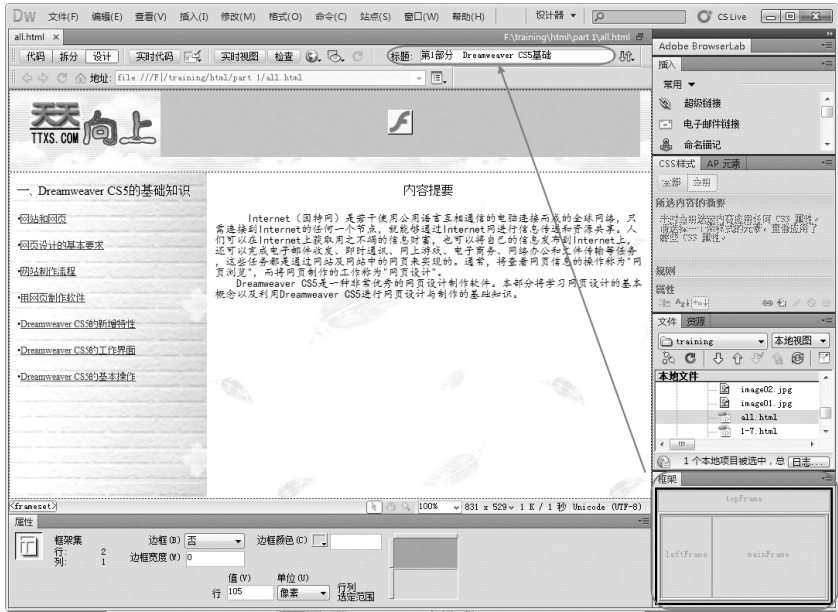 DW 文件(F) 编辑(E) 查看(V) 插入(I) 修改(M) 格式(O) 命令(C) 站点(S) 窗口(W) 帮助(H) 设计器 CS Live
all.html × F:\training\html\part 1\all.html
代码 拆分 设计 实时代码 实时视图 检查 标题: 第1部分 Dreamweaver CS5基础
地址: file:///F|/training/html/part 1/all.html
天天向上
TTXS.COM
一、Dreamweaver CS5的基础知识
•网站和网页
•网页设计的基本要求
•网站制作流程
•用网页制作软件
•Dreamweaver CS5的新增特性
•Dreamweaver CS5的工作界面
•Dreamweaver CS5的基本操作
内容提要
Internet (因特网) 是若干使用公用语言互相通信的电脑连接而成的全球网络，只
需连接到Internet的任何一个节点，就能够通过Internet同网进行信息传递和资源共享。人
们可以在Internet上获取用之不竭的信息财富，也可以将自己的信息发布到Internet上，
还可以完成电子邮件收发、即时通讯、网上游戏、电子商务、网络办公和文件传输等任务
，这些任务都是通过网站及网站中的网页来实现的。通常，将查看网页信息的操作称为"网
页浏览"，而将网页制作的工作称为"网页设计"。
Dreamweaver CS5是一种非常优秀的网页设计制作软件。本部分将学习网页设计的基本
概念以及利用Dreamweaver CS5进行网页设计与制作的基础知识。
<frameset> 100% 831 x 529 1 K / 1 秒 Unicode (UTF-8)
属性
框架集 边框(B) 否 边框颜色(C)
行: 2 边框宽度(W) 0
列: 1
值(V) 单位(U)
行 105 像素 行列
选定范围
Adobe BrowserLab
插入
常用
超级链接
电子邮件链接
命名锚记
CSS样式 AP 元素
全部 当前
所选内容的摘要
规则
属性
文件 资源
training 本地视图
本地文件
image02.jpg
image01.jpg
all.html
1-7.html
1 个本地项目被选中，总 日志...
框架
topFrame
leftFrame mainFrame